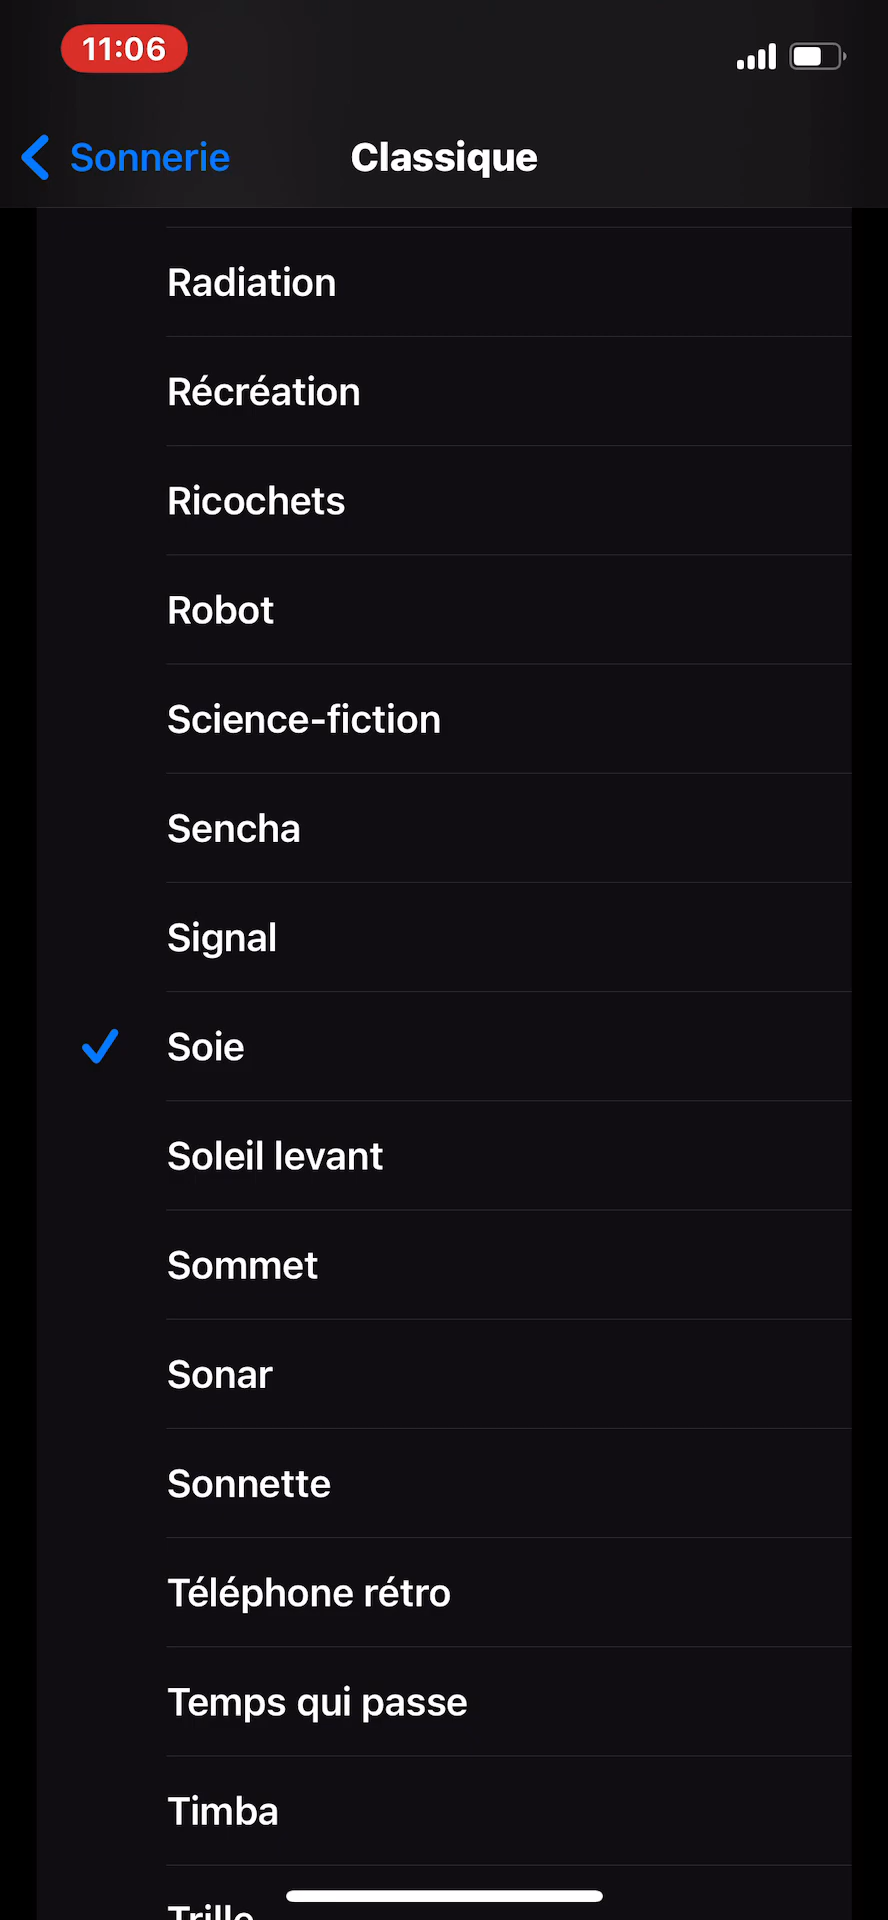 11:06
Sonnerie
Classique
Radiation
Récréation
Ricochets
Robot
Science-fiction
Sencha
Signal
Soie
Soleil levant
Sommet
Sonar
Sonnette
Téléphone rétro
Temps qui passe
Timba
Trille